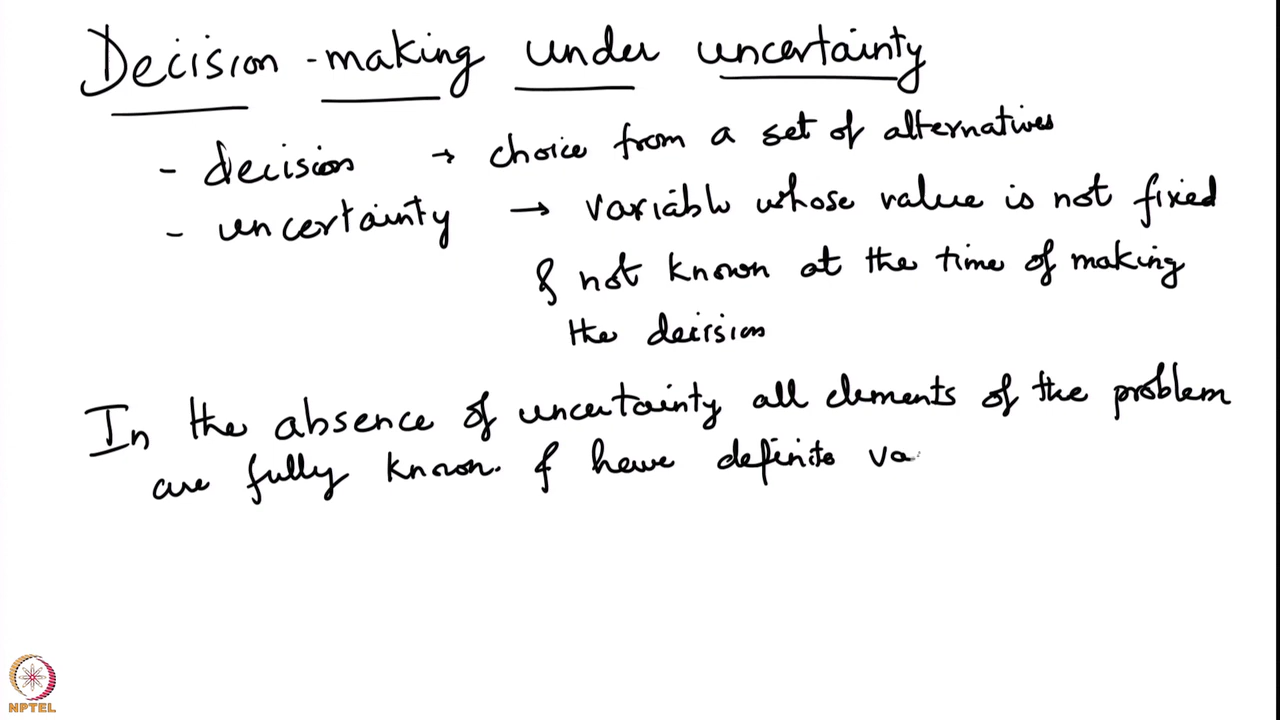 Decision-making under uncertainty
- decision → choice from a set of alternatives
- uncertainty → variable whose value is not fixed
& not known at the time of making
the decision
In the absence of uncertainty all elements of the problem
are fully known. & have definite va
NPTEL